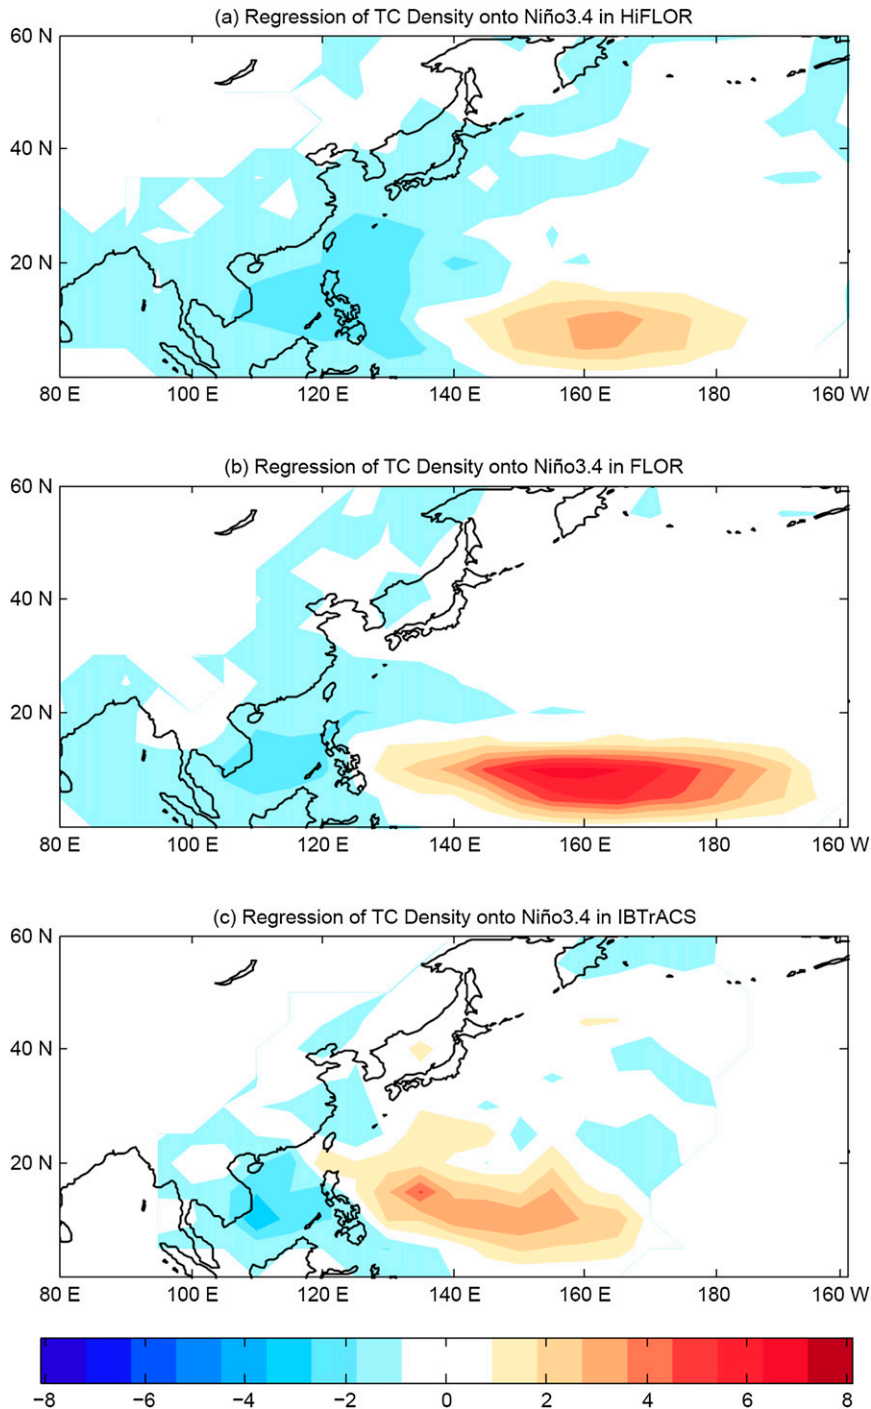 (a) Regression of TC Density onto Niño3.4 in HiFLOR
60 N
40 N
20 N
80 E 100 E 120 E 140 E 160 E 180 160 W
(b) Regression of TC Density onto Niño3.4 in FLOR
60 N
40 N
20 N
80 E 100 E 120 E 140 E 160 E 180 160 W
(c) Regression of TC Density onto Niño3.4 in IBTrACS
60 N
40 N
20 N
80 E 100 E 120 E 140 E 160 E 180 160 W
−8 −6 −4 −2 0 2 4 6 8